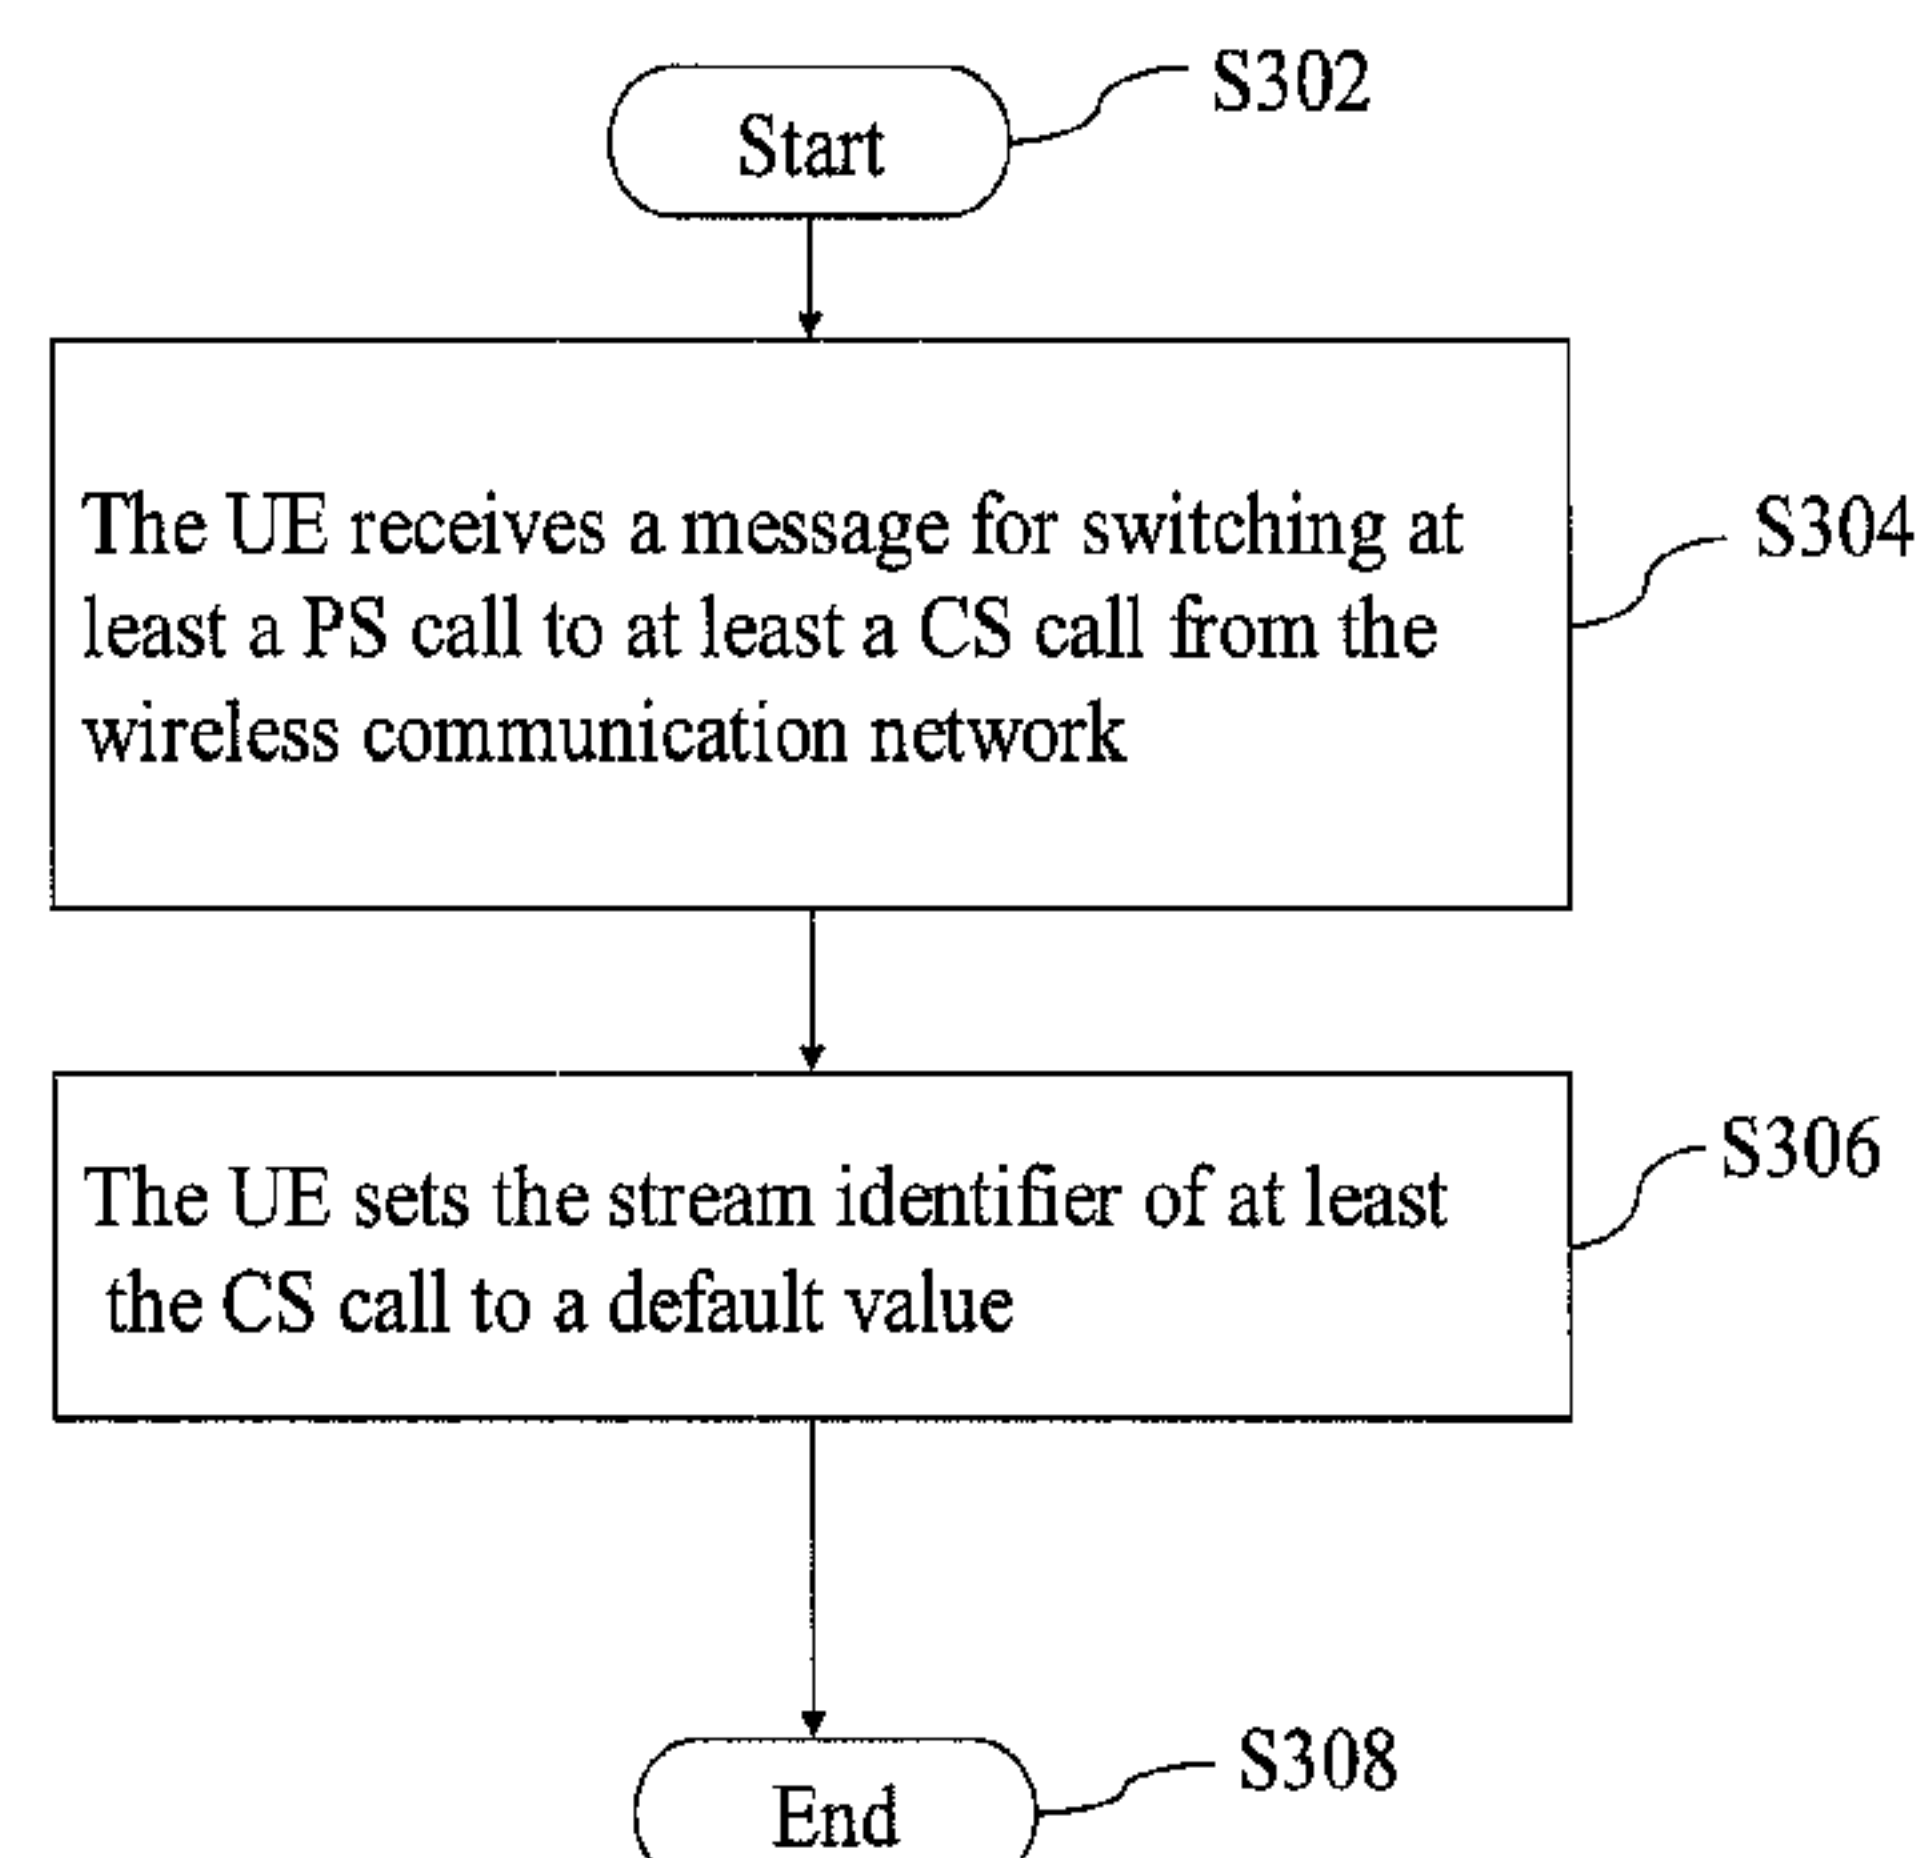 Start
S302
The UE receives a message for switching at
least a PS call to at least a CS call from the
wireless communication network
S304
The UE sets the stream identifier of at least
the CS call to a default value
S306
End
S308